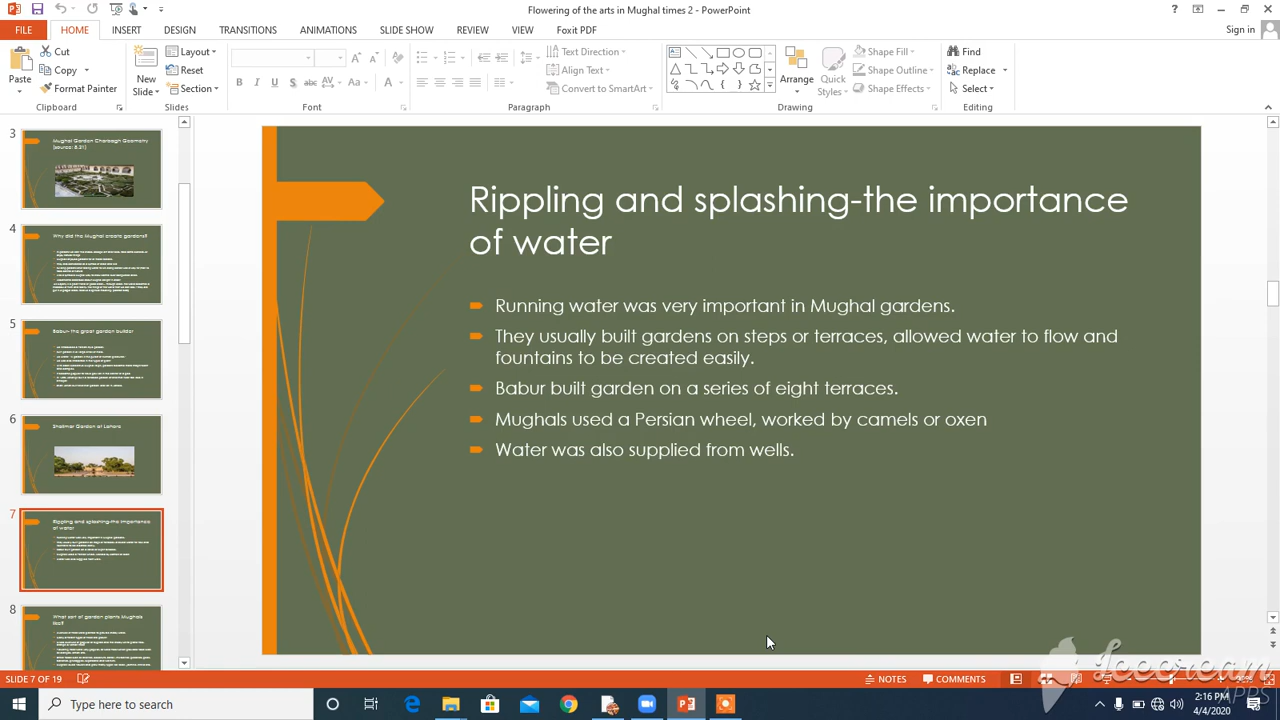 Flowering of the arts in Mughal times 2 - PowerPoint
Sign in
FILE HOME INSERT DESIGN TRANSITIONS ANIMATIONS SLIDE SHOW REVIEW VIEW Foxit PDF
Paste
Cut
Copy
Format Painter
Clipboard
New Slide
Layout
Reset
Section
Slides
Font
Text Direction
Align Text
Convert to SmartArt
Paragraph
Arrange
Quick Styles
Shape Fill
Shape Outline
Shape Effects
Drawing
Find
Replace
Select
Editing
3
Mughal Garden Charbagh Geometry
4
Why did the Mughal create gardens?
5
Babur- the great garden builder
6
Shalimar Garden at Lahore
7
Rippling and splashing-the importance
of water
8
What sort of garden plants Mughals
like?
Rippling and splashing-the importance
of water
Running water was very important in Mughal gardens.
They usually built gardens on steps or terraces, allowed water to flow and
fountains to be created easily.
Babur built garden on a series of eight terraces.
Mughals used a Persian wheel, worked by camels or oxen
Water was also supplied from wells.
SLIDE 7 OF 19
NOTES
COMMENTS
Icecream
APPS
Type here to search
2:16 PM
4/4/2020